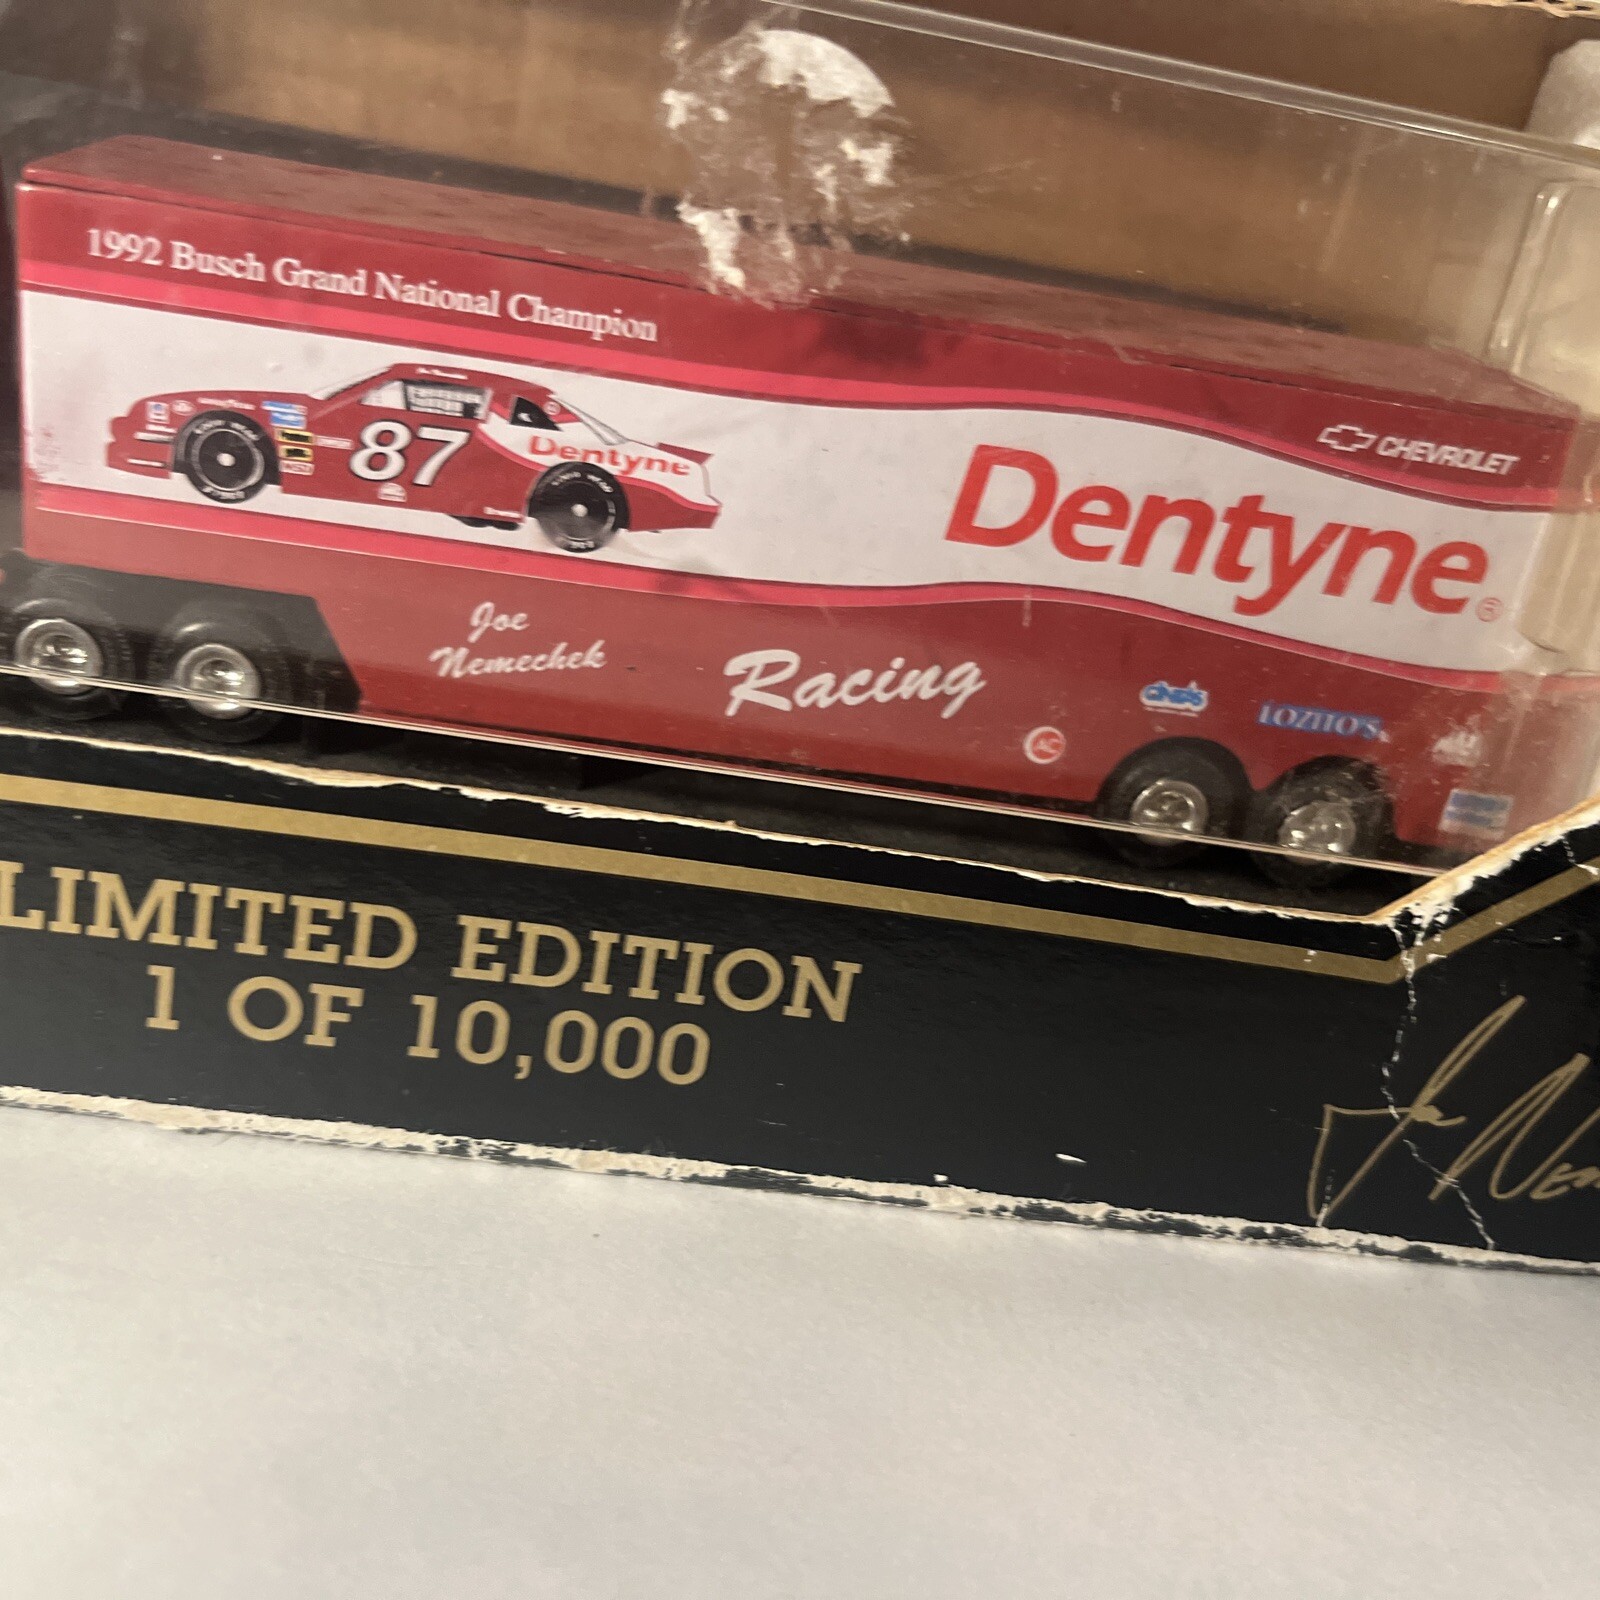 1992 Busch Grand National Champion
87
Dentyne
CHEVROLET
Dentyne®
Joe
Nemechek
Racing
AC
LOZITO'S
LIMITED EDITION
1 OF 10,000